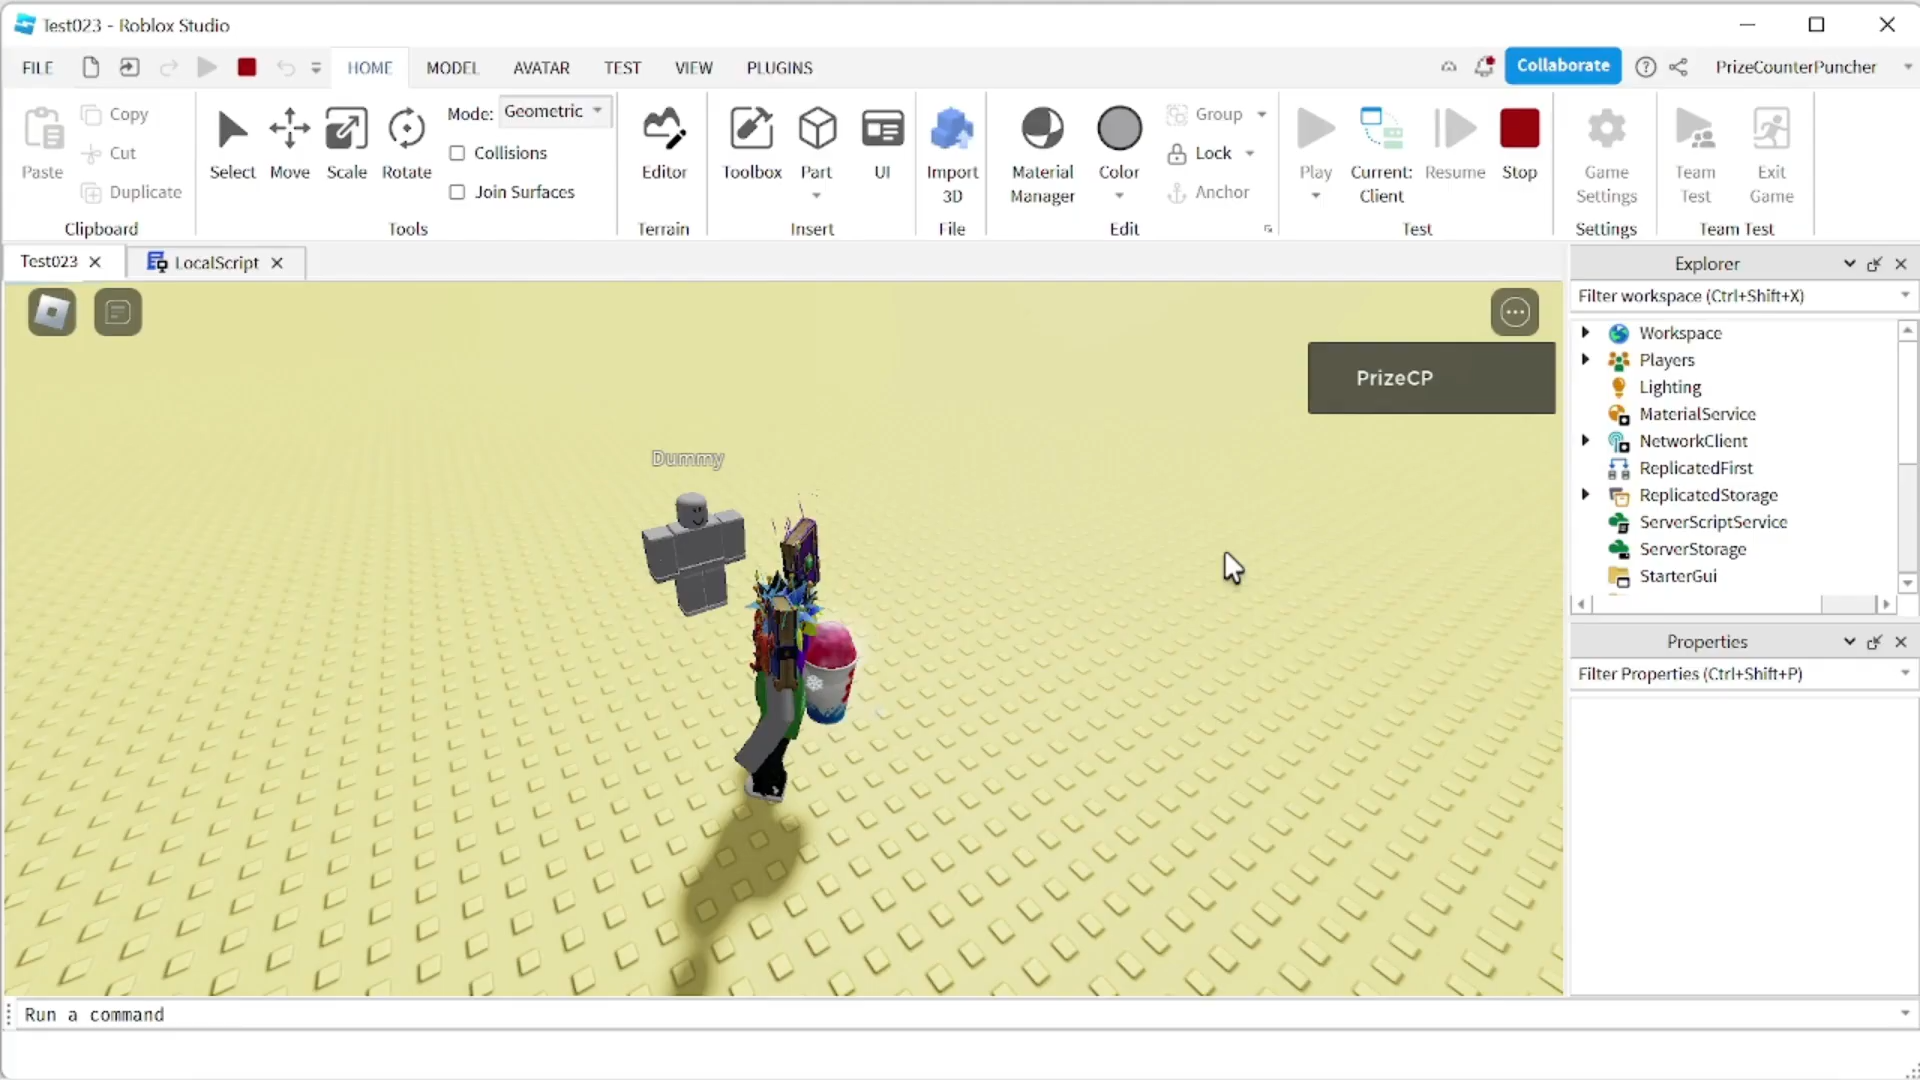 Test023 - Roblox Studio
FILE HOME MODEL AVATAR TEST VIEW PLUGINS Collaborate PrizeCounterPuncher
Paste Copy Cut Duplicate
Clipboard
Select Move Scale Rotate
Mode: Geometric
Collisions
Join Surfaces
Tools
Editor
Terrain
Toolbox Part UI
Insert
Import
3D
File
Material
Manager
Color
Group
Lock
Anchor
Edit
Play
Current:
Client
Resume Stop
Test
Game
Settings
Settings
Team
Test
Exit
Game
Team Test
Test023 LocalScript
PrizeCP
Dummy
Explorer
Filter workspace (Ctrl+Shift+X)
Workspace
Players
Lighting
MaterialService
NetworkClient
ReplicatedFirst
ReplicatedStorage
ServerScriptService
ServerStorage
StarterGui
Properties
Filter Properties (Ctrl+Shift+P)
Run a command